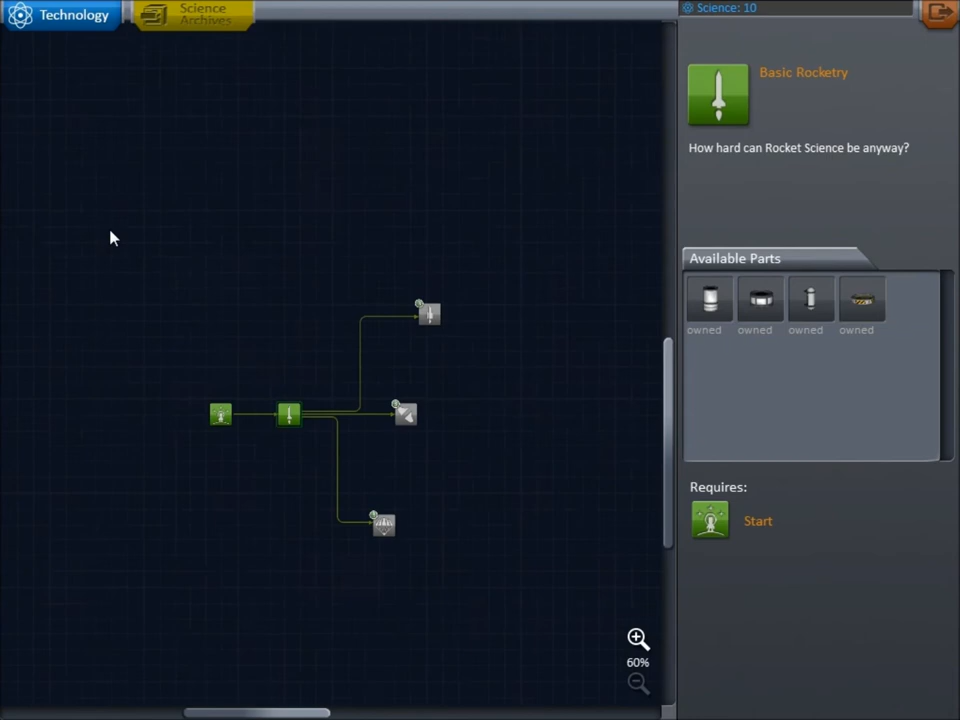 Technology
Science
Archives
Science: 10
Basic Rocketry
How hard can Rocket Science be anyway?
Available Parts
owned owned owned owned
Requires:
Start
60%